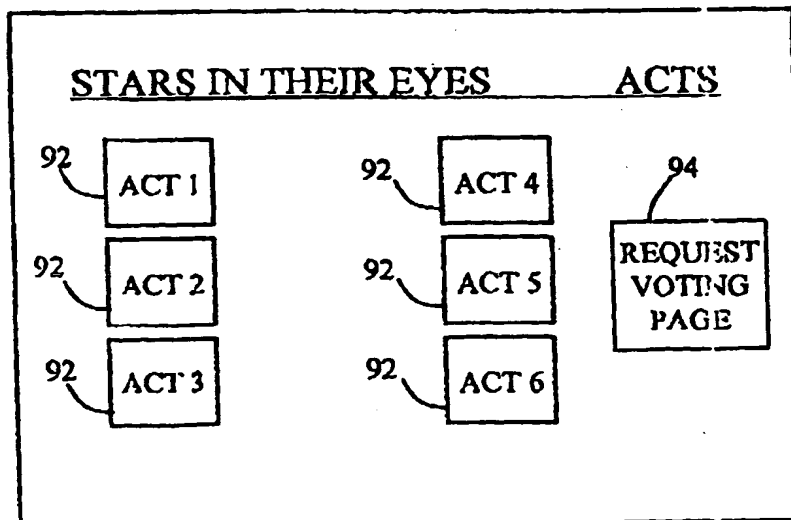 STARS IN THEIR EYES ACTS
92 ACT 1
92 ACT 4
94
92 ACT 2
92 ACT 5
REQUEST
VOTING
PAGE
92 ACT 3
92 ACT 6